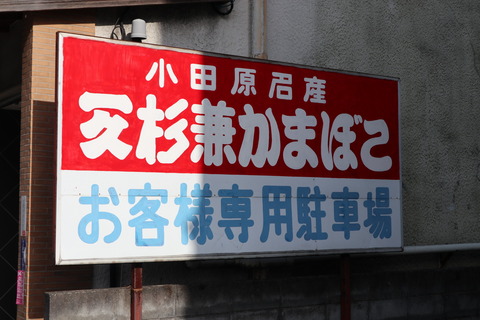 小田原名産
杉兼かまぼこ
お客様専用駐車場